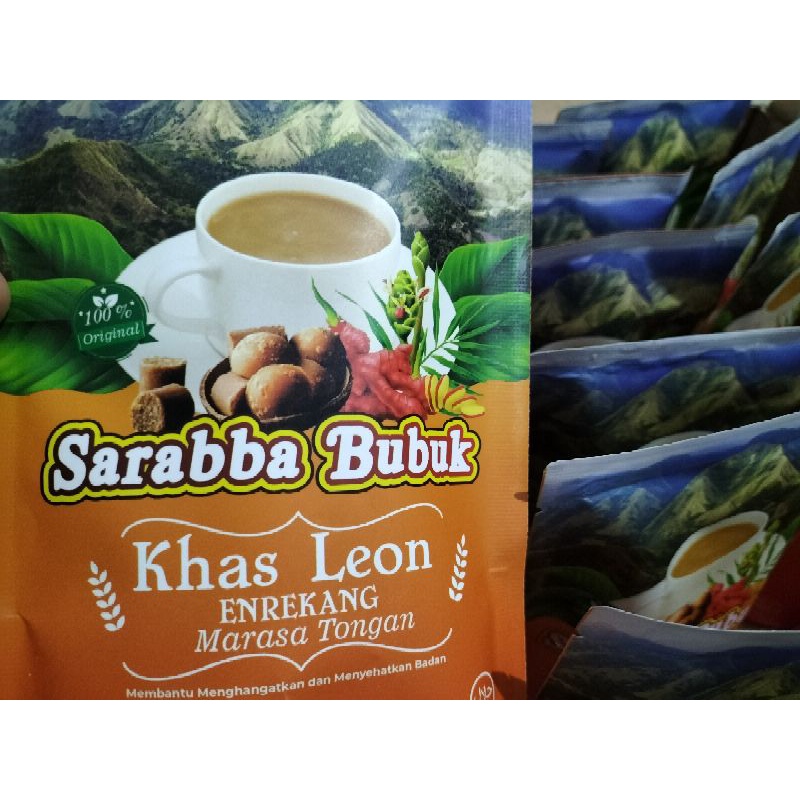 100%
Original
Sarabba Bubuk
Khas Leon
ENREKANG
Marasa Tongan
Membantu Menghangatkan dan Menyehatkan Badan